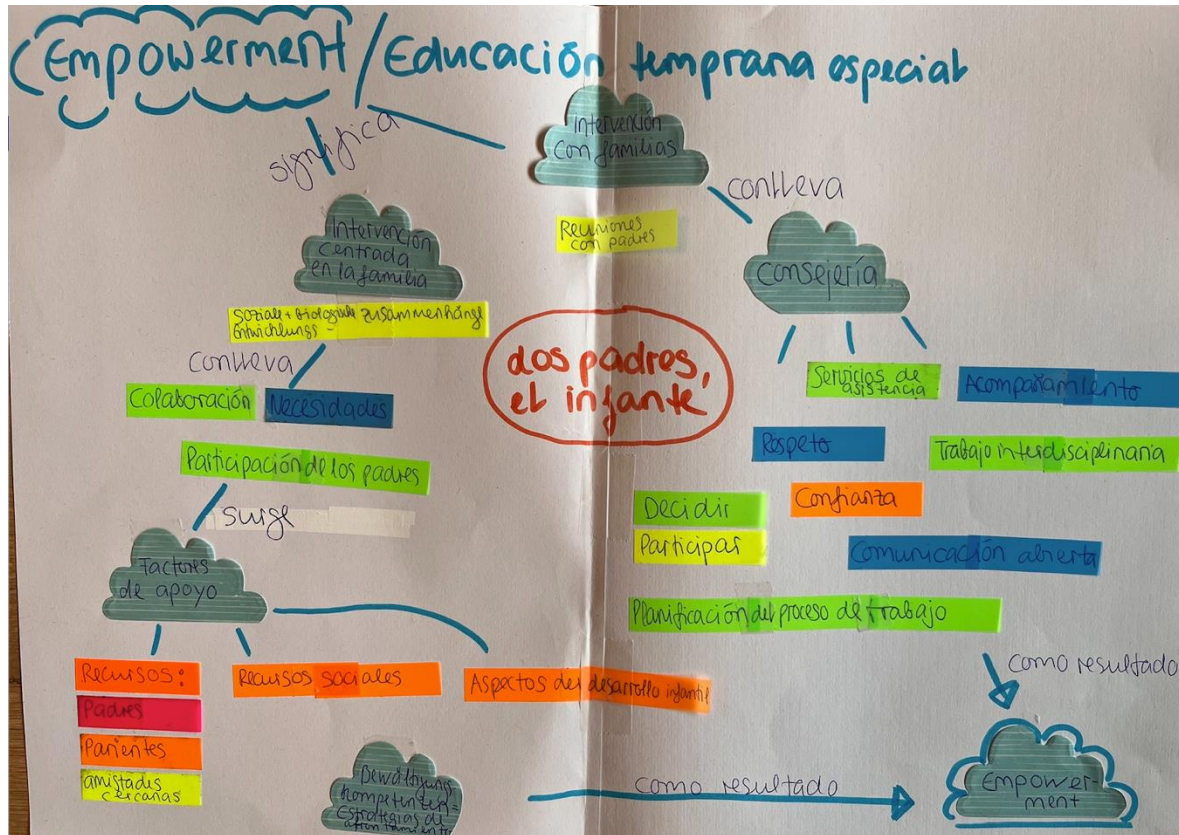 Empowerment / Educación temprana especial
significa
Intervención
con familias
conlleva
Reuniones
con padres
Intervención
centrada
en la familia
Consejería
Soziale + biologische Zusammenhänge
Entwicklungs -
dos padres,
el infante
conlleva
Servicios de
asistencia
Acompañamiento
Colaboración
Necesidades
Respeto
Trabajo interdisciplinaria
Participación de los padres
Confianza
Decidir
Participar
surge
Comunicación abierta
Factores
de apoyo
Planificación del proceso de trabajo
como resultado
Recursos:
Recursos sociales
Aspectos del desarrollo infantil
Padres
Parientes
amistades
cercanas
Bewältigungs
kompetenzen =
Estrategias de
afrontamiento
como resultado
Empower-
ment